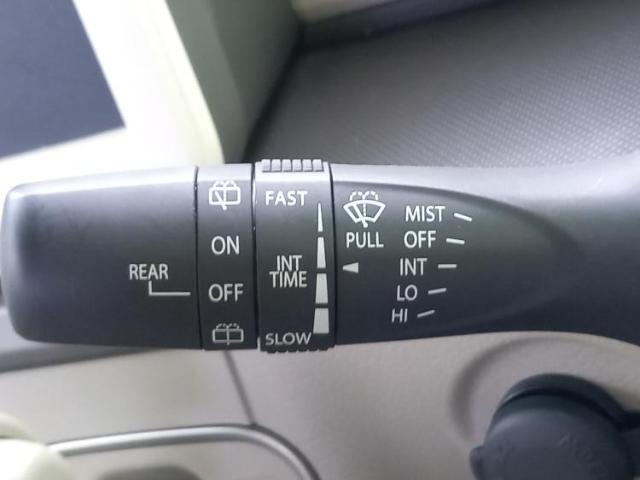 REAR
ON
OFF
FAST
INT
TIME
SLOW
PULL
MIST
OFF
INT
LO
HI